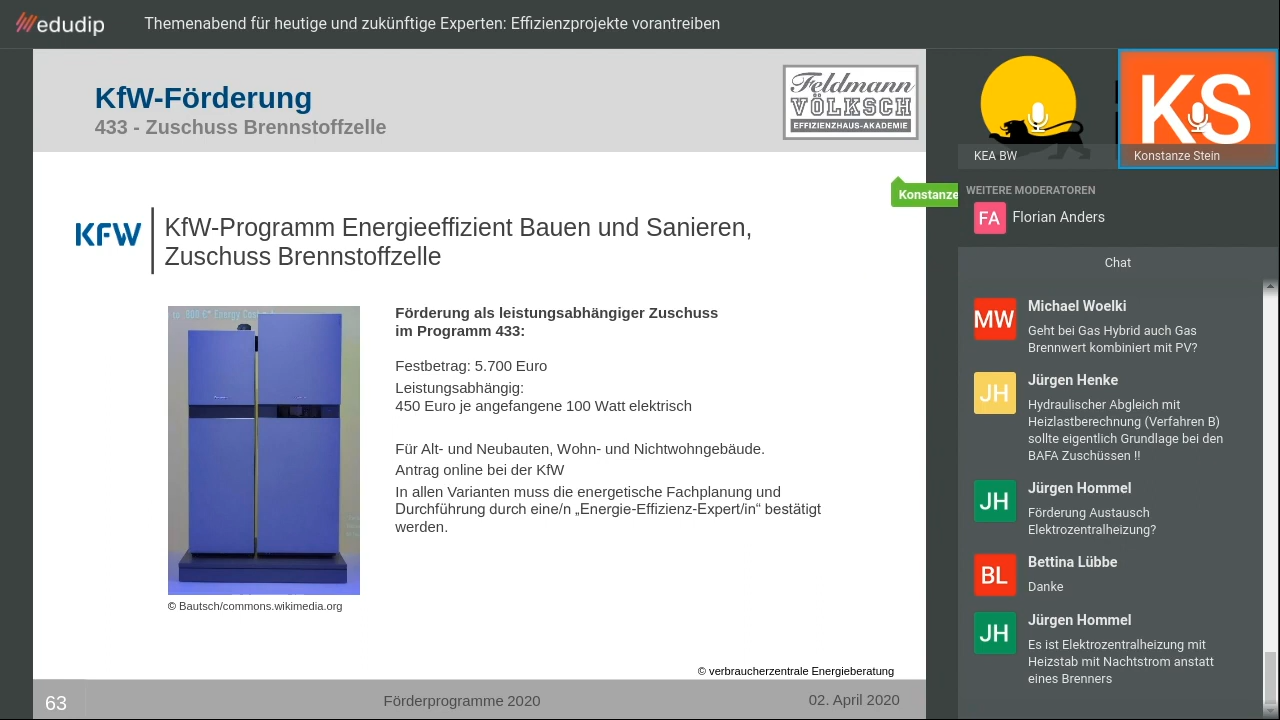 edudip
Themenabend für heutige und zukünftige Experten: Effizienzprojekte vorantreiben
KfW-Förderung
433 - Zuschuss Brennstoffzelle
Feldmann
VÖLKSCH
EFFIZIENZHAUS-AKADEMIE
KFW
KfW-Programm Energieeffizient Bauen und Sanieren,
Zuschuss Brennstoffzelle
Förderung als leistungsabhängiger Zuschuss
im Programm 433:
Festbetrag: 5.700 Euro
Leistungsabhängig:
450 Euro je angefangene 100 Watt elektrisch
Für Alt- und Neubauten, Wohn- und Nichtwohngebäude.
Antrag online bei der KfW
In allen Varianten muss die energetische Fachplanung und
Durchführung durch eine/n „Energie-Effizienz-Expert/in“ bestätigt
werden.
© Bautsch/commons.wikimedia.org
© verbraucherzentrale Energieberatung
63
Förderprogramme 2020
02. April 2020
Konstanze
KEA BW
KS
Konstanze Stein
WEITERE MODERATOREN
FA
Florian Anders
Chat
MW
Michael Woelki
Geht bei Gas Hybrid auch Gas
Brennwert kombiniert mit PV?
JH
Jürgen Henke
Hydraulischer Abgleich mit
Heizlastberechnung (Verfahren B)
sollte eigentlich Grundlage bei den
BAFA Zuschüssen !!
JH
Jürgen Hommel
Förderung Austausch
Elektrozentralheizung?
BL
Bettina Lübbe
Danke
JH
Jürgen Hommel
Es ist Elektrozentralheizung mit
Heizstab mit Nachtstrom anstatt
eines Brenners